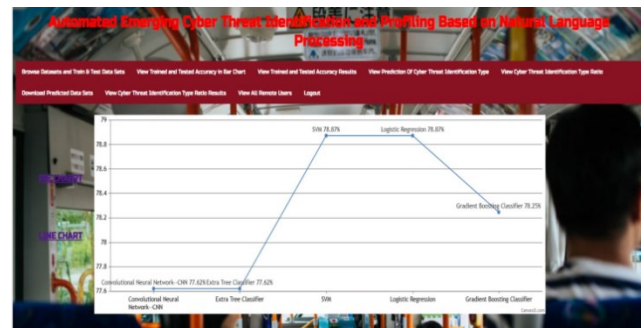 Automated Emerging Cyber Threat Identification and Profiling Based on Natural Language
Processing
Browse Datasets and Train & Test Data Sets View Trained and Tested Accuracy in Bar Chart View Trained and Tested Accuracy Results View Prediction Of Cyber Threat Identification Type View Cyber Threat Identification Type Ratio
Download Predicted Data Sets View Cyber Threat Identification Type Ratio Results View All Remote Users Logout
79
SVM 78.87% Logistic Regression 78.87%
78.8
78.6
78.4
Gradient Boosting Classifier 78.25%
78.2
LINE CHART
78
77.8
Convolutional Neural Network-CNN 77.62% Extra Tree Classifier 77.62%
77.6
Convolutional Neural Extra Tree Classifier SVM Logistic Regression Gradient Boosting Classifier
Network-CNN